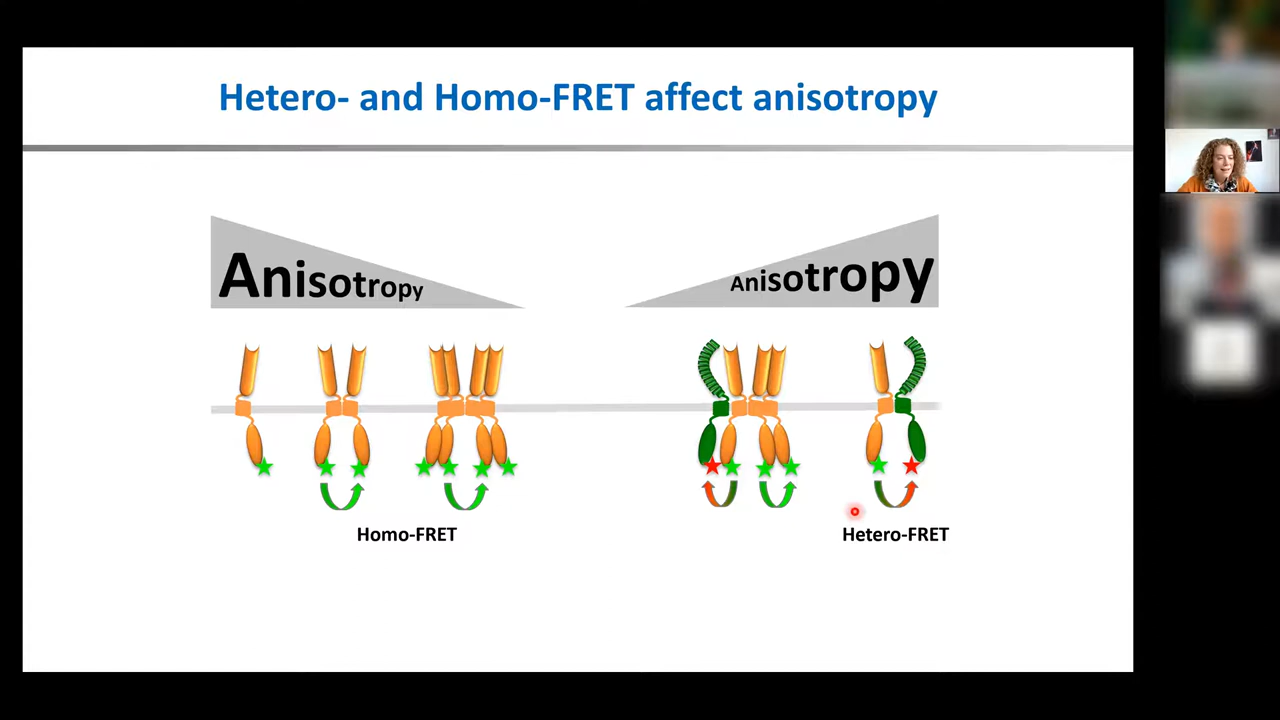 Hetero- and Homo-FRET affect anisotropy
Anisotropy
Anisotropy
Homo-FRET
Hetero-FRET